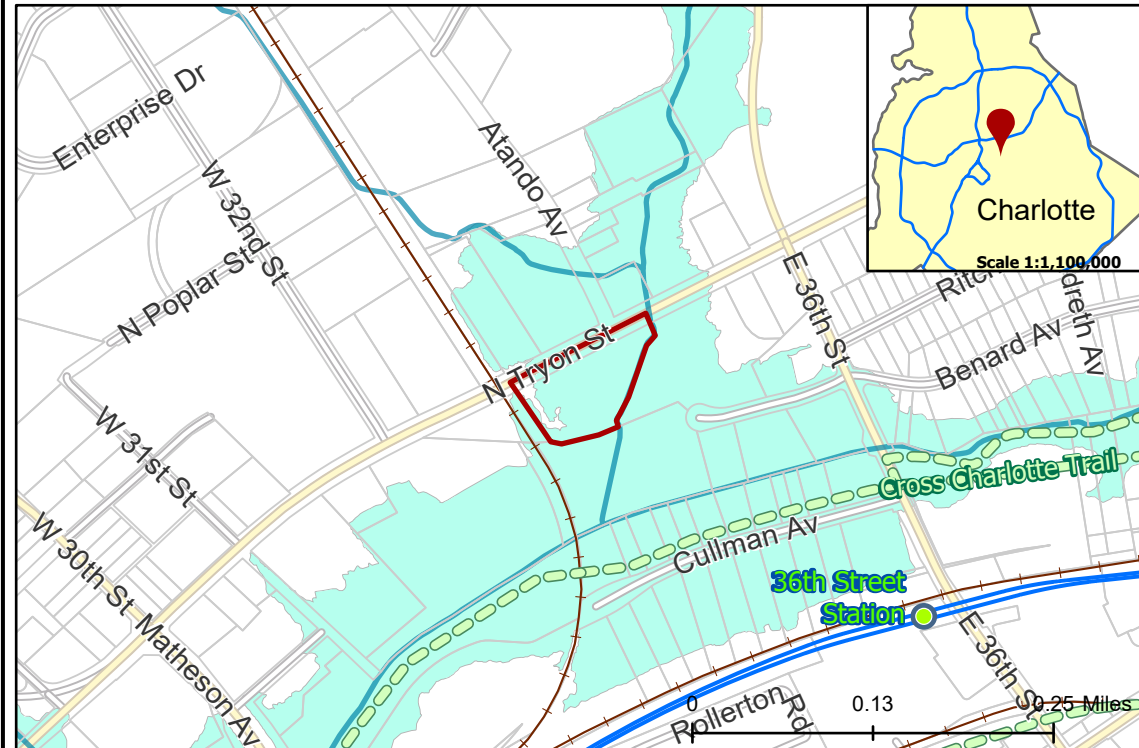 Enterprise Dr
W 32nd St
Atando Av
N Poplar St
N Tryon St
E 36th St
Charlotte
Scale 1:1,100,000
Benard Av
W 31st St
Cross Charlotte Trail
W 30th St
Matheson Av
Cullman Av
36th Street
Station
E 36th St
Rollerton Rd
0
0.13
0.25 Miles